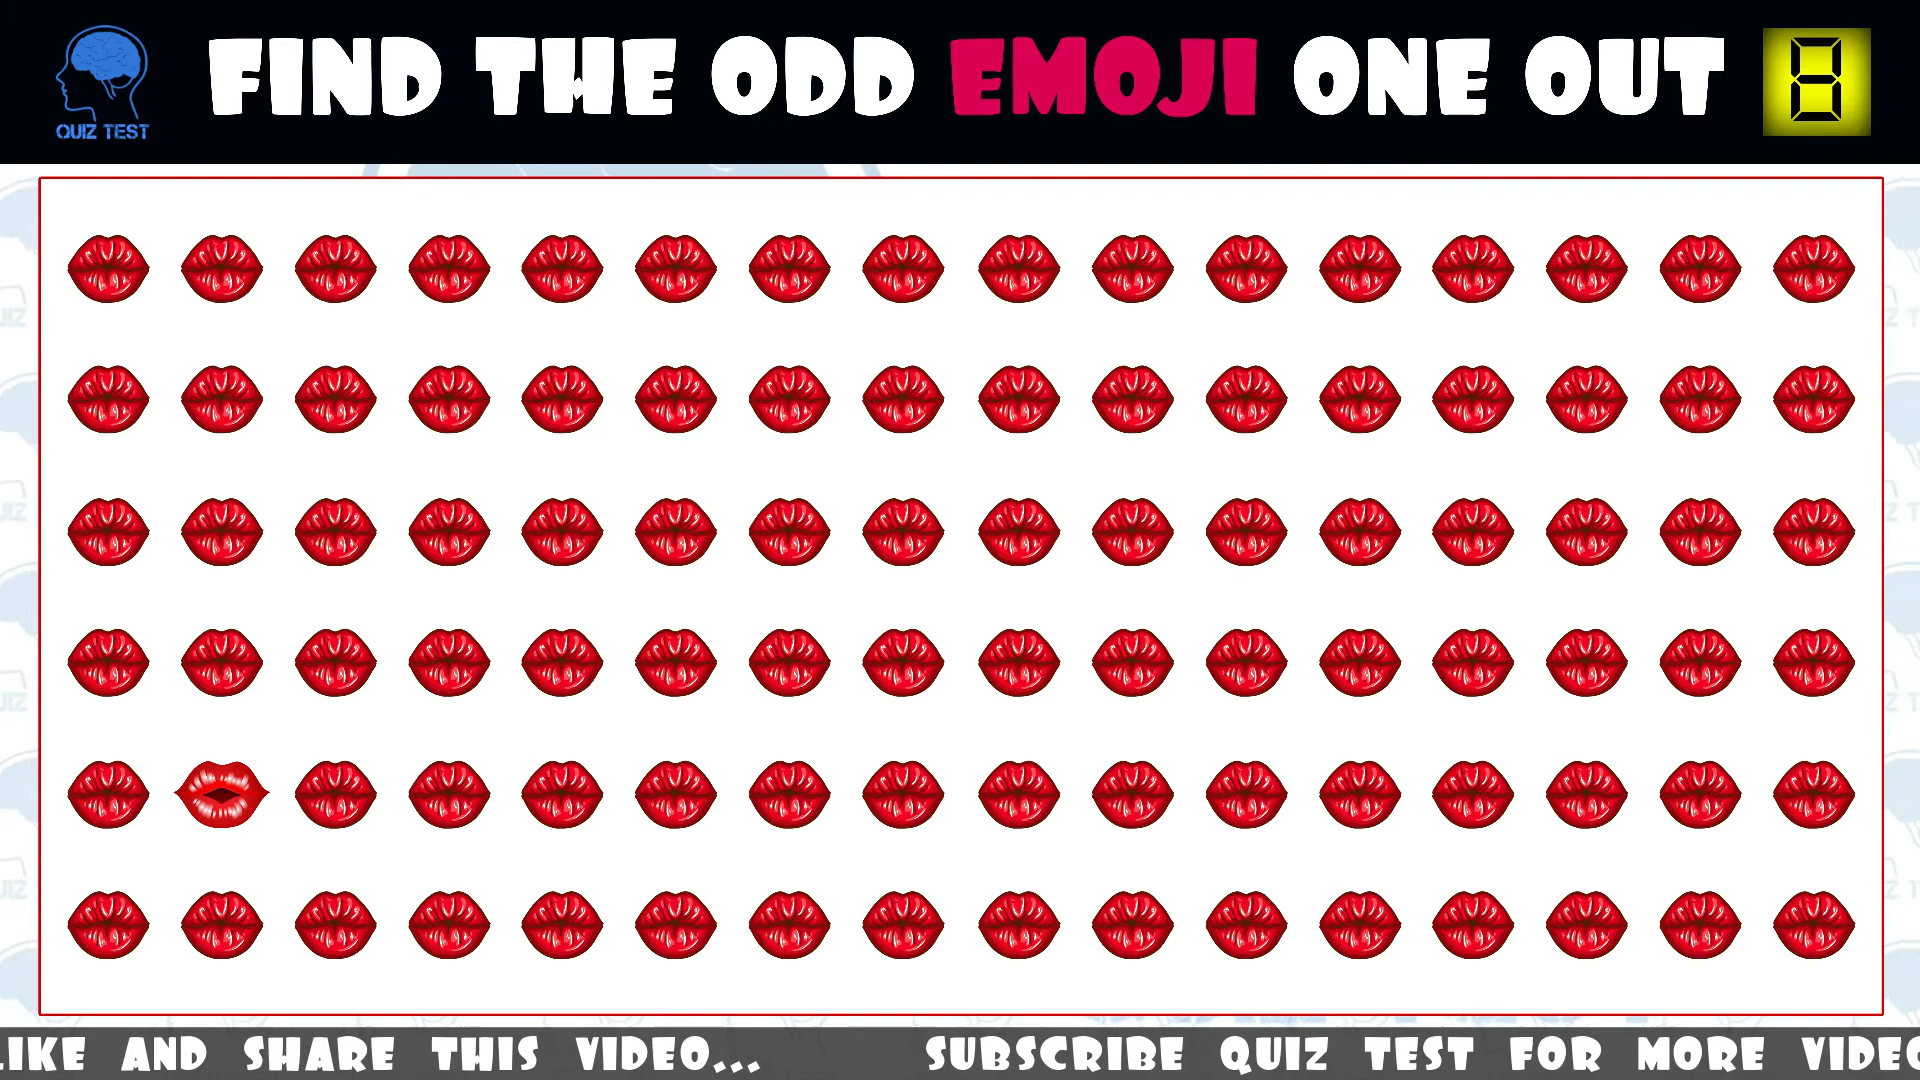 FIND THE ODD EMOJI ONE OUT
8
QUIZ TEST
LIKE AND SHARE THIS VIDEO... SUBSCRIBE QUIZ TEST FOR MORE VIDEO